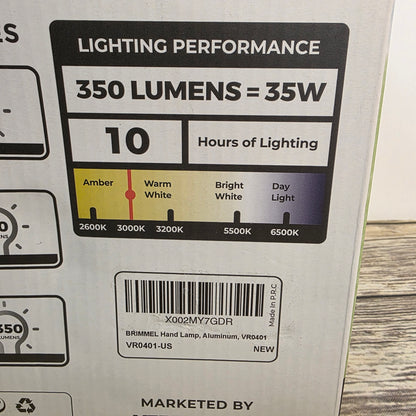 LIGHTING PERFORMANCE
350 LUMENS = 35W
10 Hours of Lighting
Amber Warm White Bright White Day Light
2600K 3000K 3200K 5500K 6500K
350
LUMENS
X002MY7GDR
BRIMMEL Hand Lamp, Aluminum, VR0401
VR0401-US NEW
Made in P.R.C
MARKETED BY